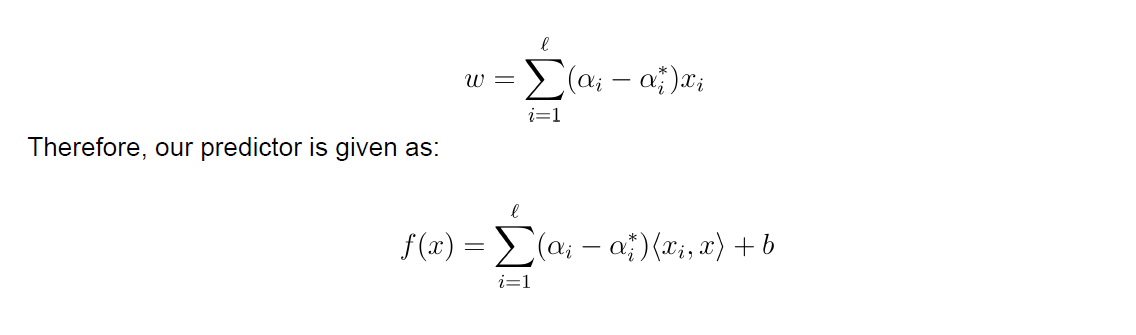 w = \sum_{i=1}^{\ell} (\alpha_i - \alpha_i^*) x_i
Therefore, our predictor is given as:
f(x) = \sum_{i=1}^{\ell} (\alpha_i - \alpha_i^*) \langle x_i, x \rangle + b